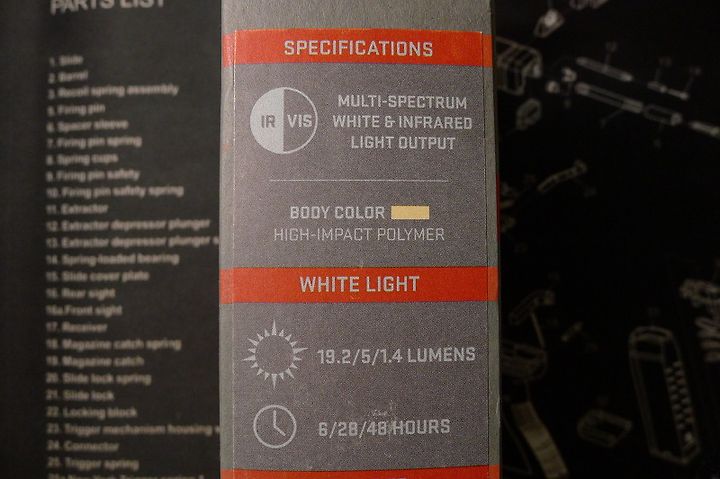 PARTS LIST
1. Slide
2. Barrel
3. Recoil spring assembly
5. Firing pin
6. Spacer sleeve
7. Firing pin spring
8. Spring cups
9. Firing pin safety
10. Firing pin safety spring
11. Extractor
12. Extractor depressor plunger
13. Extractor depressor plunger s
14. Spring-loaded bearing
15. Slide cover plate
16. Rear sight
16a Front sight
17. Receiver
18. Magazine catch spring
19. Magazine catch
20. Slide lock spring
21. Slide lock
22. Locking block
23. Trigger mechanism housing w
24. Connector
25. Trigger spring
SPECIFICATIONS
IR VIS
MULTI-SPECTRUM
WHITE & INFRARED
LIGHT OUTPUT
BODY COLOR
HIGH-IMPACT POLYMER
WHITE LIGHT
19.2/5/1.4 LUMENS
6/28/48 HOURS